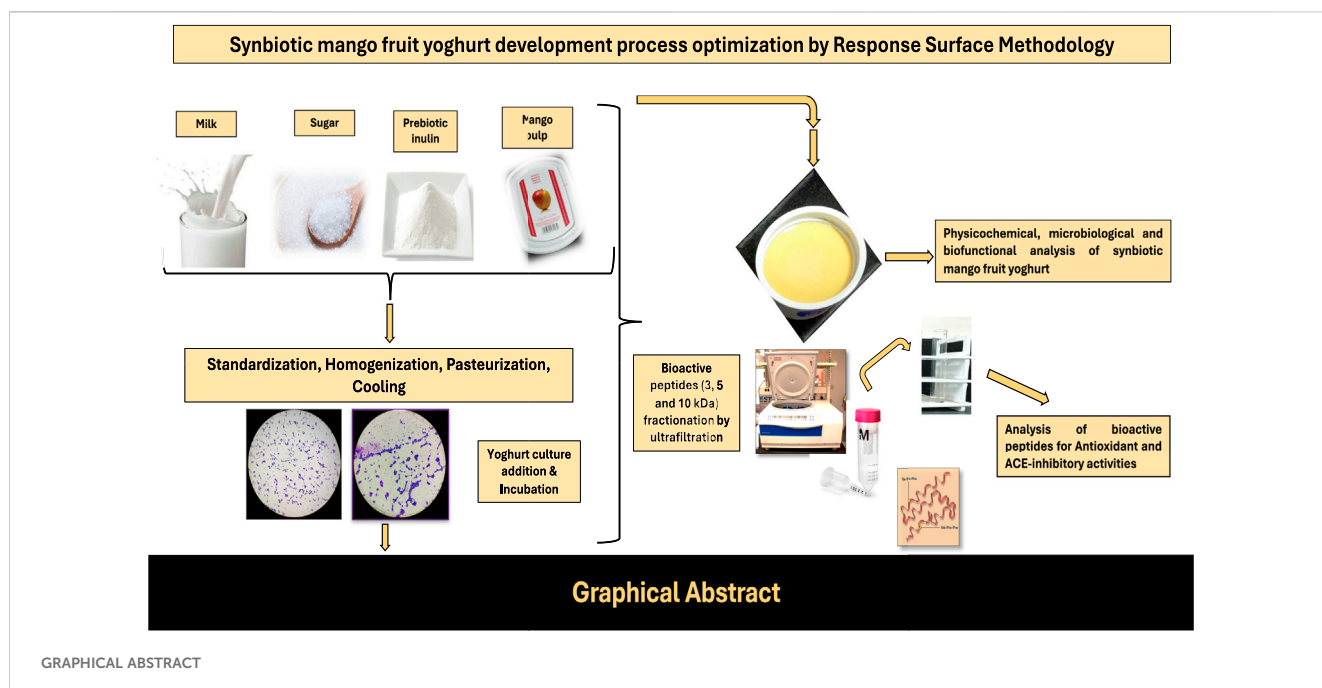 Synbiotic mango fruit yoghurt development process optimization by Response Surface Methodology
Milk
Sugar
Prebiotic
inulin
Mango
pulp
Standardization, Homogenization, Pasteurization,
Cooling
Yoghurt culture
addition &
Incubation
Physicochemical, microbiological and
biofunctional analysis of synbiotic
mango fruit yoghurt
Bioactive
peptides (3, 5
and 10 kDa)
fractionation by
ultrafiltration
M
Analysis of bioactive
peptides for Antioxidant and
ACE-inhibitory activities
Graphical Abstract
GRAPHICAL ABSTRACT